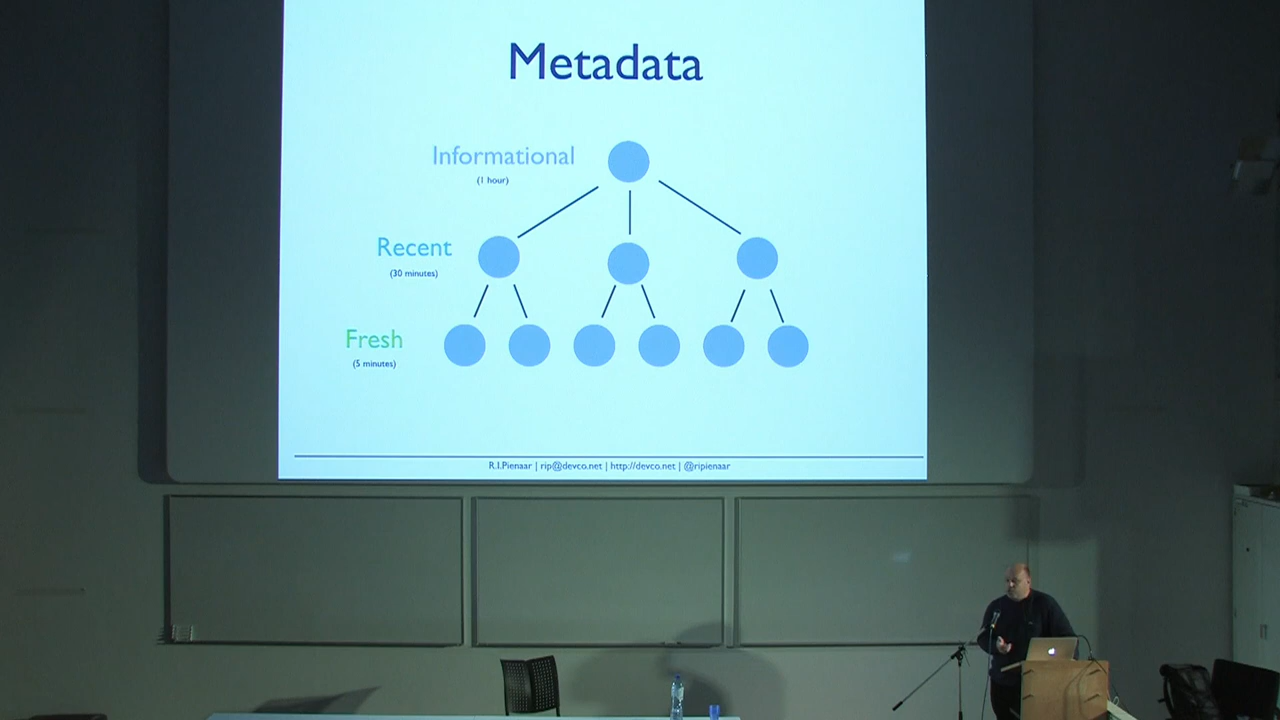 Metadata
Informational
(1 hour)
Recent
(30 minutes)
Fresh
(5 minutes)
R.I.Pienaar | rip@devco.net | http://devco.net | @ripienaar